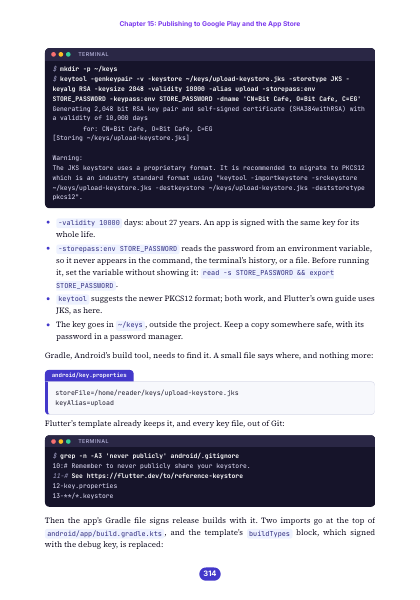 Chapter 15: Publishing to Google Play and the App Store
TERMINAL
$ mkdir -p ~/keys
$ keytool -genkeypair -v -keystore ~/keys/upload-keystore.jks -storetype JKS -
keyalg RSA -keysize 2048 -validity 10000 -alias upload -storepass:env
STORE_PASSWORD -keypass:env STORE_PASSWORD -dname 'CN=Bit Cafe, O=Bit Cafe, C=EG'
Generating 2,048 bit RSA key pair and self-signed certificate (SHA384withRSA) with
a validity of 10,000 days
for: CN=Bit Cafe, O=Bit Cafe, C=EG
[Storing ~/keys/upload-keystore.jks]
Warning:
The JKS keystore uses a proprietary format. It is recommended to migrate to PKCS12
which is an industry standard format using "keytool -importkeystore -srckeystore
~/keys/upload-keystore.jks -destkeystore ~/keys/upload-keystore.jks -deststoretype
pkcs12".
• -validity 10000 days: about 27 years. An app is signed with the same key for its
whole life.
• -storepass:env STORE_PASSWORD reads the password from an environment variable,
so it never appears in the command, the terminal's history, or a file. Before running
it, set the variable without showing it: read -s STORE_PASSWORD && export
STORE_PASSWORD.
• keytool suggests the newer PKCS12 format; both work, and Flutter's own guide uses
JKS, as here.
• The key goes in ~/keys, outside the project. Keep a copy somewhere safe, with its
password in a password manager.
Gradle, Android's build tool, needs to find it. A small file says where, and nothing more:
android/key.properties
storeFile=/home/reader/keys/upload-keystore.jks
keyAlias=upload
Flutter's template already keeps it, and every key file, out of Git:
TERMINAL
$ grep -n -A3 'never publicly' android/.gitignore
10:# Remember to never publicly share your keystore.
11-# See https://flutter.dev/to/reference-keystore
12-key.properties
13-**/*.keystore
Then the app's Gradle file signs release builds with it. Two imports go at the top of
android/app/build.gradle.kts, and the template's buildTypes block, which signed
with the debug key, is replaced:
314